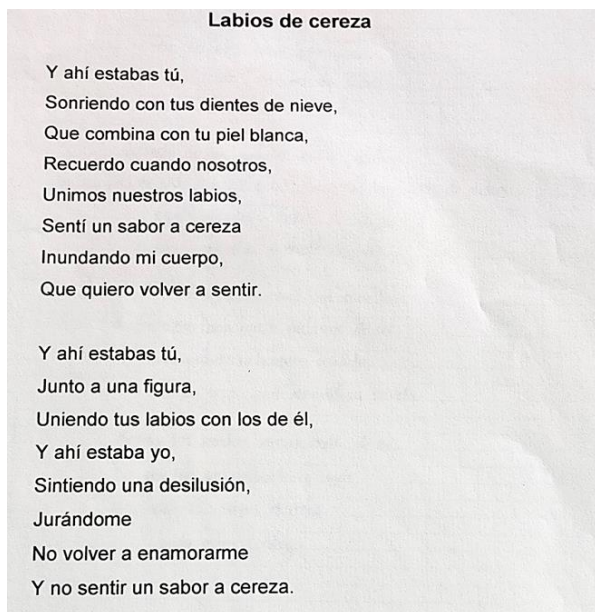 Labios de cereza
Y ahí estabas tú,
Sonriendo con tus dientes de nieve,
Que combina con tu piel blanca,
Recuerdo cuando nosotros,
Unimos nuestros labios,
Sentí un sabor a cereza
Inundando mi cuerpo,
Que quiero volver a sentir.
Y ahí estabas tú,
Junto a una figura,
Uniendo tus labios con los de él,
Y ahí estaba yo,
Sintiendo una desilusión,
Jurándome
No volver a enamorarme
Y no sentir un sabor a cereza.